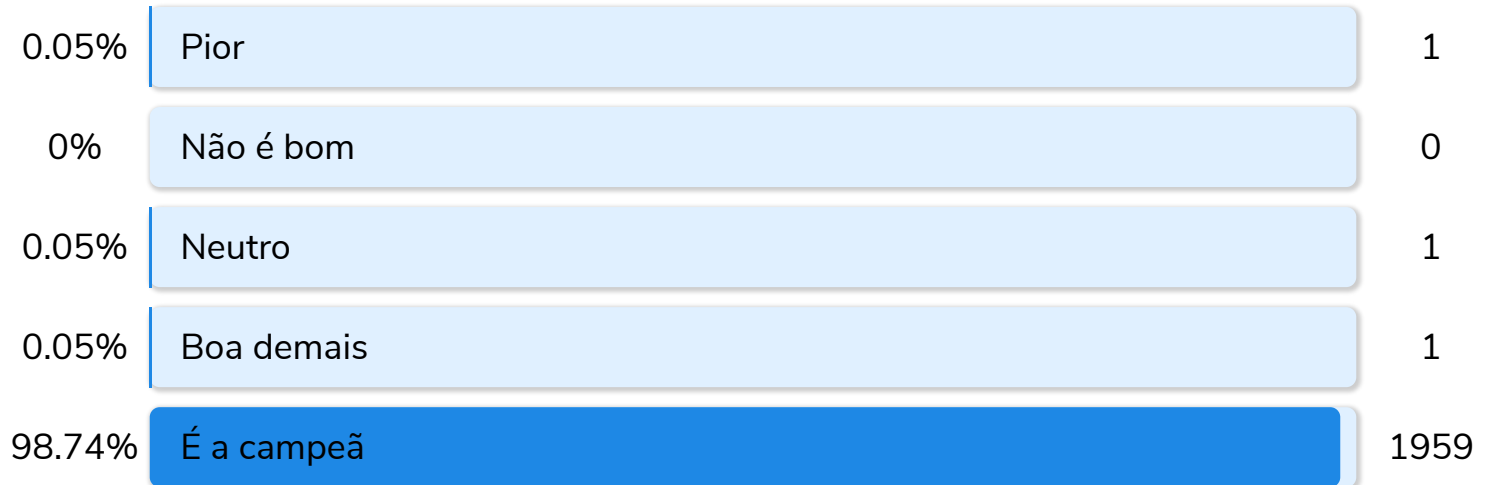 0.05% Pior 1
0% Não é bom 0
0.05% Neutro 1
0.05% Boa demais 1
98.74% É a campeã 1959